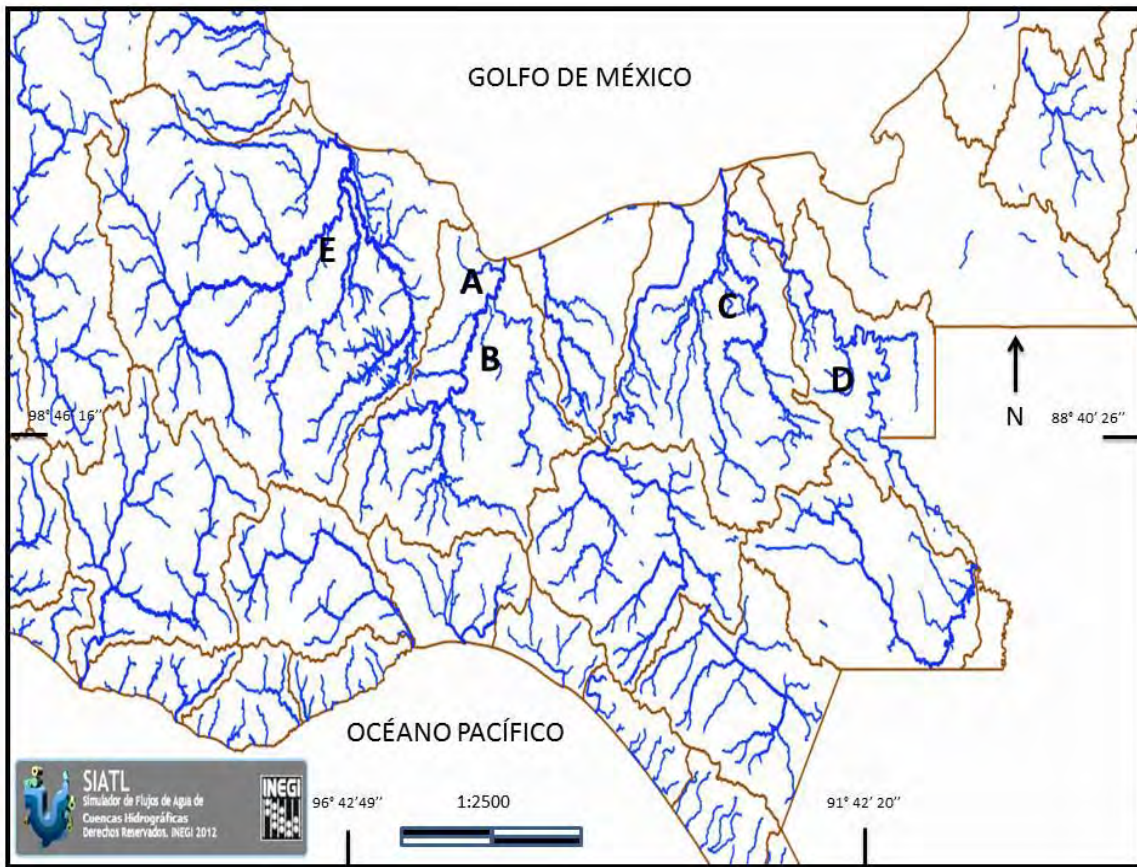 GOLFO DE MÉXICO
E
A
C
B
D
98° 46' 16''
N
88° 40' 26''
OCÉANO PACÍFICO
SIATL
Simulador de Flujos de Agua de
Cuencas Hidrográficas
Derechos Reservados. INEGI 2012
INEGI
96° 42'49''
1:2500
91° 42' 20''